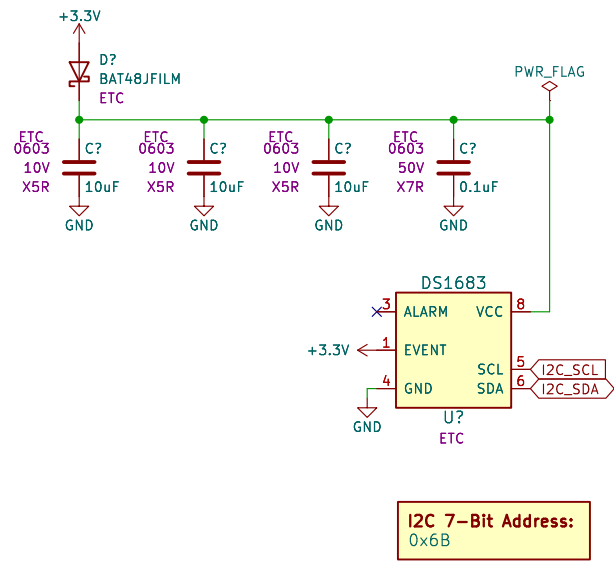 +3.3V
D?
BAT48JFILM
ETC
PWR_FLAG
ETC
0603
10V
X5R
C?
10uF
GND
ETC
0603
10V
X5R
C?
10uF
GND
ETC
0603
10V
X5R
C?
10uF
GND
ETC
0603
50V
X7R
C?
0.1uF
GND
DS1683
3 ALARM VCC 8
+3.3V 1 EVENT
SCL 5 I2C_SCL
4 GND SDA 6 I2C_SDA
GND
U?
ETC
I2C 7-Bit Address:
0x6B